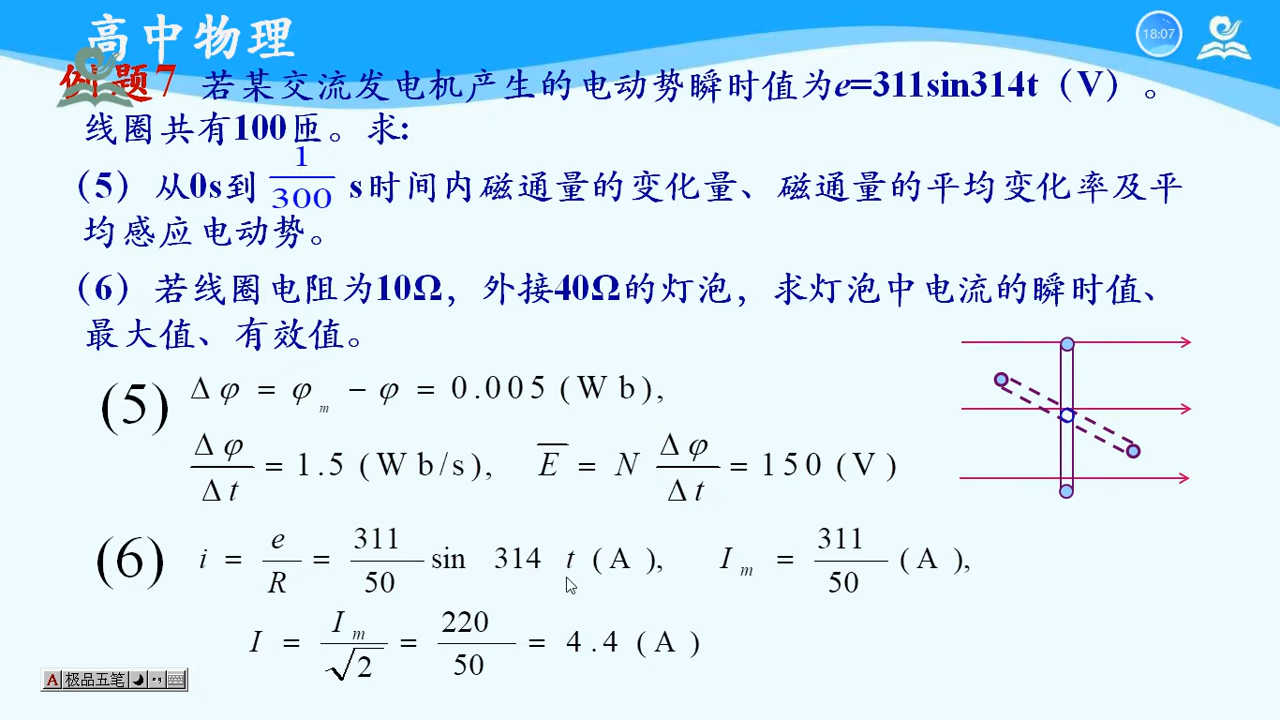 高中物理
18:07
例题7 若某交流发电机产生的电动势瞬时值为e=311sin314t（V）。
线圈共有100匝。求:
（5）从0s到 1/300 s时间内磁通量的变化量、磁通量的平均变化率及平
均感应电动势。
（6）若线圈电阻为10Ω，外接40Ω的灯泡，求灯泡中电流的瞬时值、
最大值、有效值。
(5) Δφ = φm − φ = 0.005 (Wb),
Δφ/Δt = 1.5 (Wb/s), E̅ = N Δφ/Δt = 150 (V)
(6) i = e/R = 311/50 sin 314 t (A), Im = 311/50 (A),
I = Im/√2 = 220/50 = 4.4 (A)
A 极品五笔